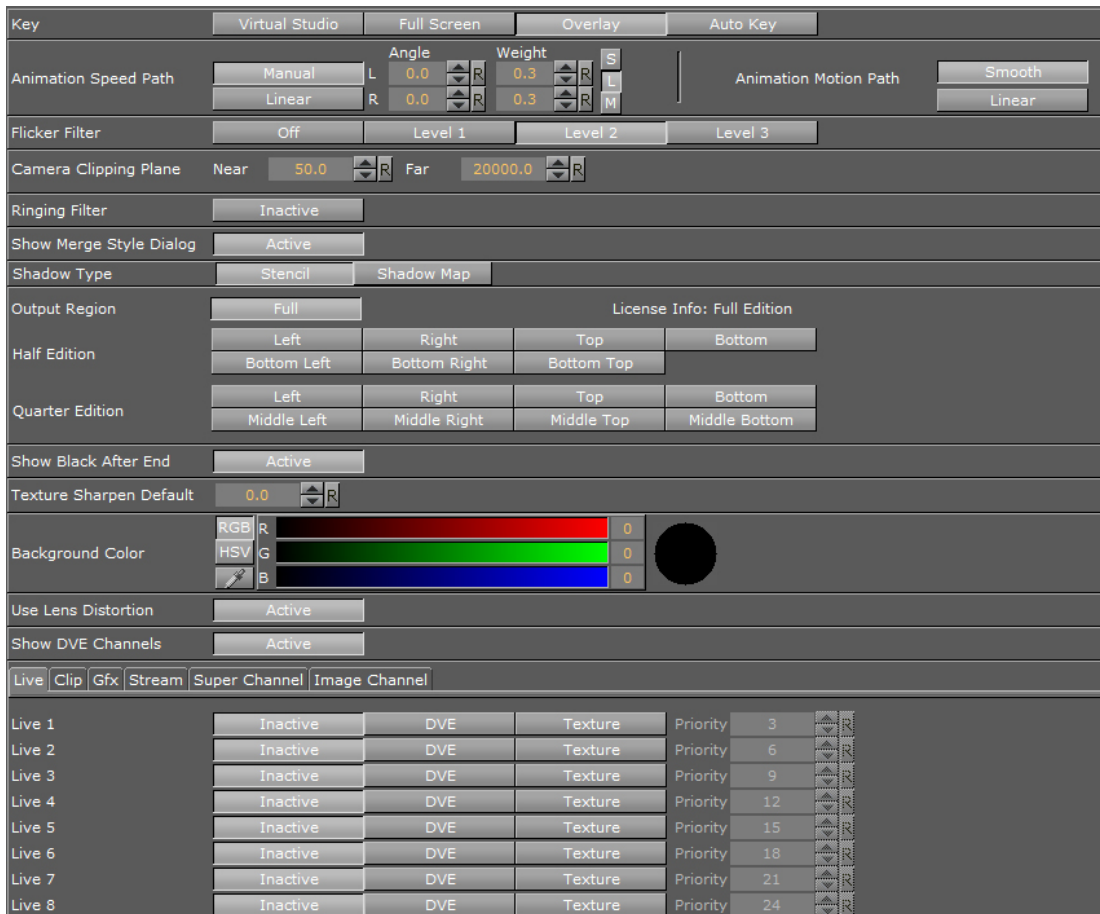 Key Virtual Studio Full Screen Overlay Auto Key
Angle Weight S
Animation Speed Path Manual L 0.0 R 0.3 R L Animation Motion Path Smooth
Linear R 0.0 R 0.3 R M Linear
Flicker Filter Off Level 1 Level 2 Level 3
Camera Clipping Plane Near 50.0 R Far 20000.0 R
Ringing Filter Inactive
Show Merge Style Dialog Active
Shadow Type Stencil Shadow Map
Output Region Full License Info: Full Edition
Left Right Top Bottom
Half Edition
Bottom Left Bottom Right Bottom Top
Left Right Top Bottom
Quarter Edition
Middle Left Middle Right Middle Top Middle Bottom
Show Black After End Active
Texture Sharpen Default 0.0 R
RGB R 0
Background Color HSV G 0
B 0
Use Lens Distortion Active
Show DVE Channels Active
Live Clip Gfx Stream Super Channel Image Channel
Live 1 Inactive DVE Texture Priority 3 R
Live 2 Inactive DVE Texture Priority 6 R
Live 3 Inactive DVE Texture Priority 9 R
Live 4 Inactive DVE Texture Priority 12 R
Live 5 Inactive DVE Texture Priority 15 R
Live 6 Inactive DVE Texture Priority 18 R
Live 7 Inactive DVE Texture Priority 21 R
Live 8 Inactive DVE Texture Priority 24 R